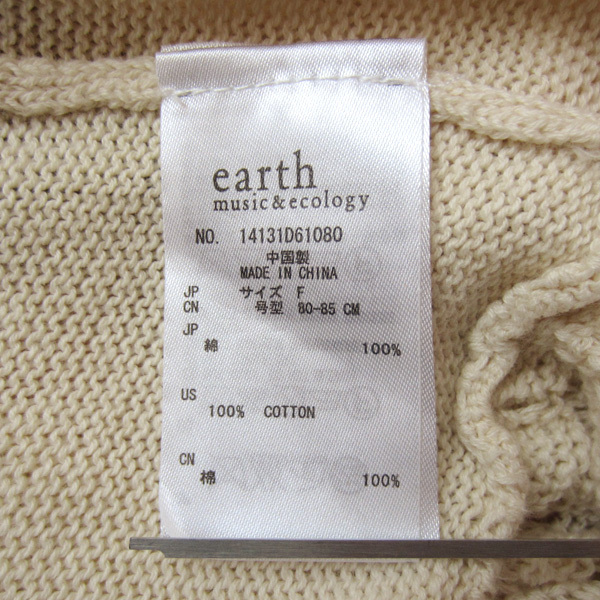 earth
music&ecology
NO. 14131D61080
中国製
MADE IN CHINA
JP サイズ F
CN 号型 80-85 CM
JP
綿 100%
US
100% COTTON
CN
棉 100%